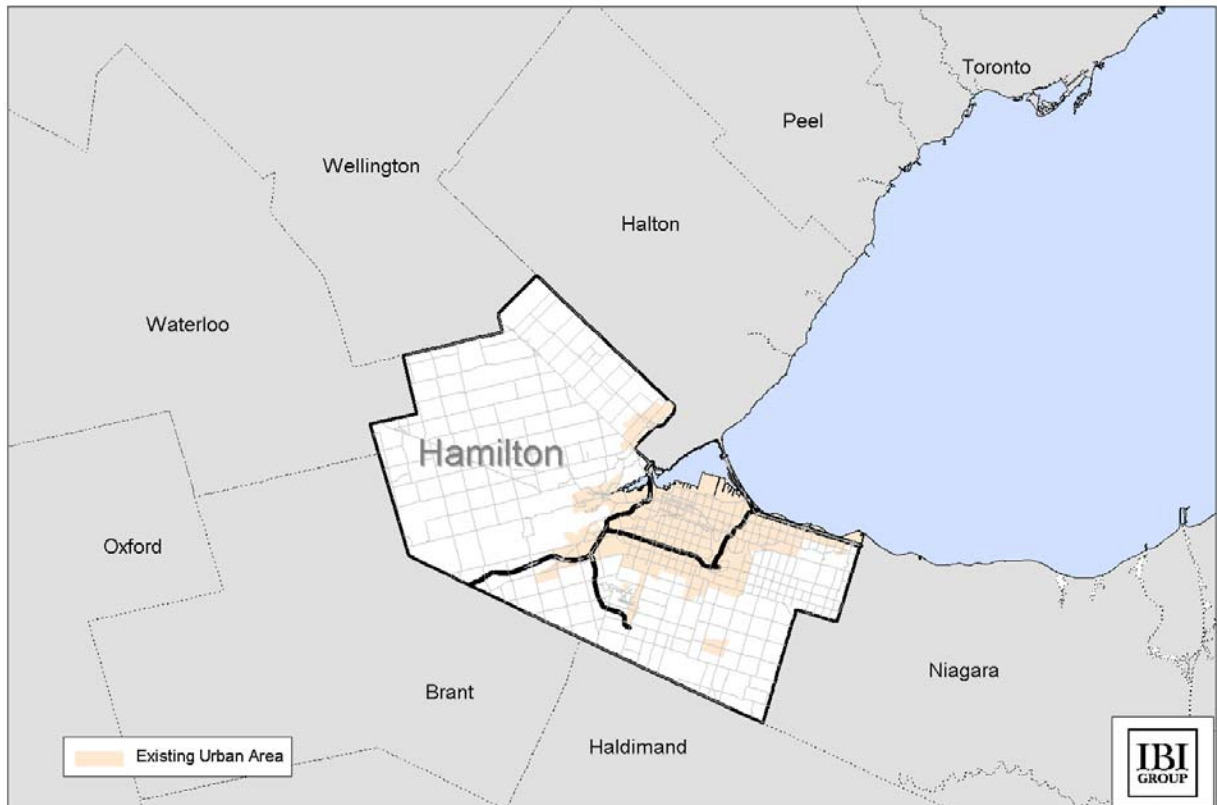 Toronto
Peel
Wellington
Halton
Waterloo
Hamilton
Oxford
Niagara
Brant
Haldimand
Existing Urban Area
IBI
GROUP